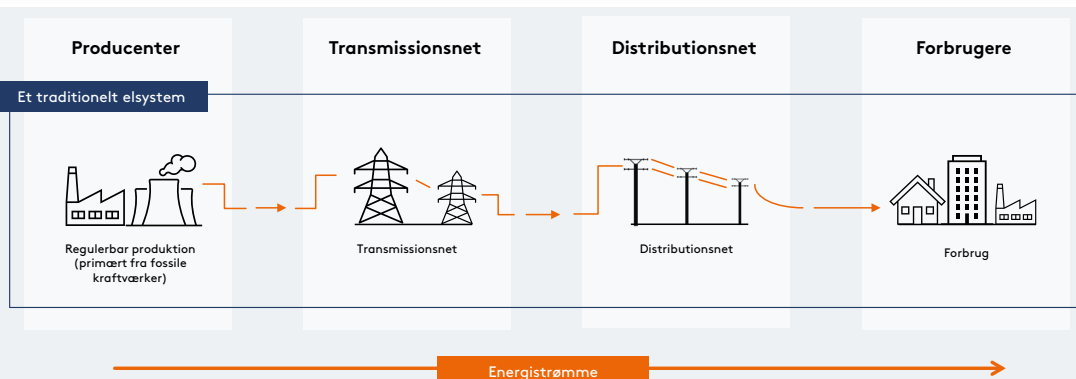 Producenter
Transmissionsnet
Distributionsnet
Forbrugere
Et traditionelt elsystem
Regulerbar produktion
(primært fra fossile
kraftværker)
Transmissionsnet
Distributionsnet
Forbrug
Energistrømme